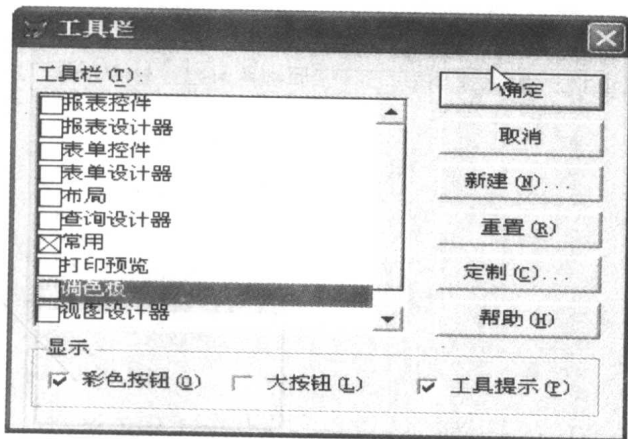 工具栏
工具栏(T):
报表控件
报表设计器
表单控件
表单设计器
布局
查询设计器
常用
打印预览
调色板
视图设计器
确定
取消
新建(N)...
重置(R)
定制(C)...
帮助(H)
显示
彩色按钮(O)
大按钮(L)
工具提示(P)